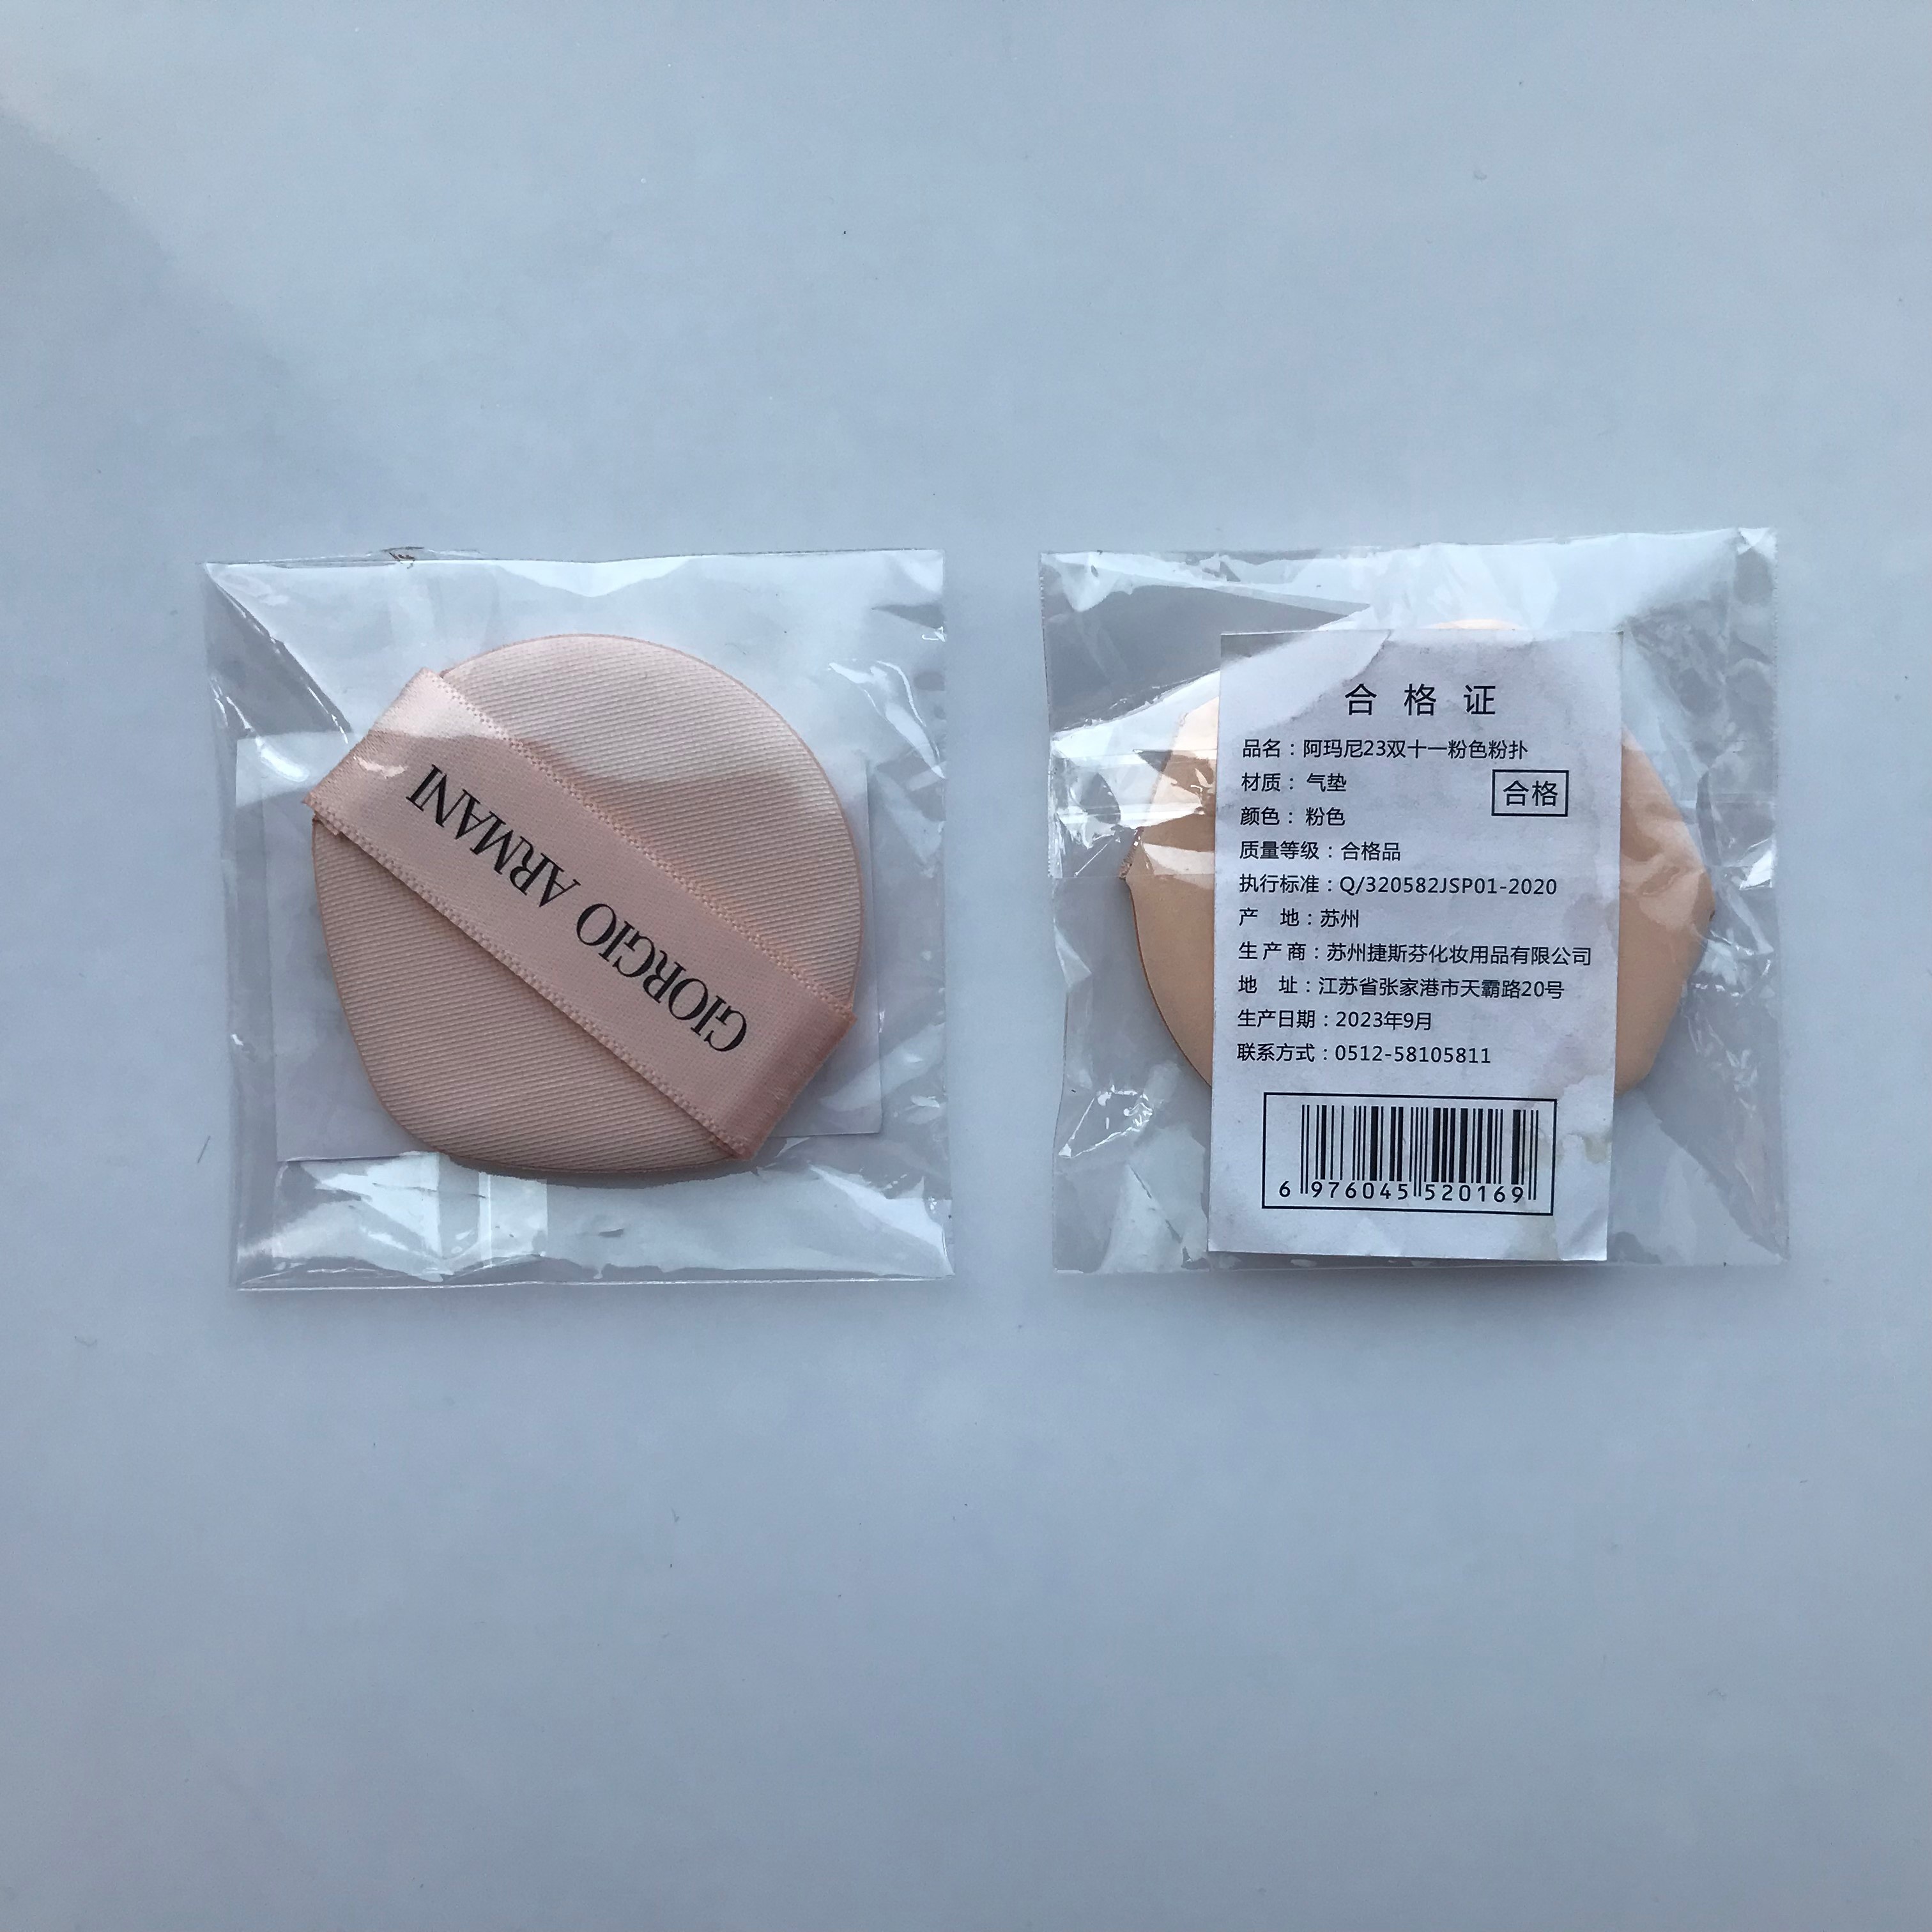 GIORGIO ARMANI
合格证
品名：阿玛尼23双十一粉色粉扑
材质： 气垫
合格
颜色： 粉色
质量等级：合格品
执行标准：Q/320582JSP01-2020
产 地：苏州
生产商：苏州捷斯芬化妆用品有限公司
地 址：江苏省张家港市天霸路20号
生产日期：2023年9月
联系方式：0512-58105811
6 976045 520169